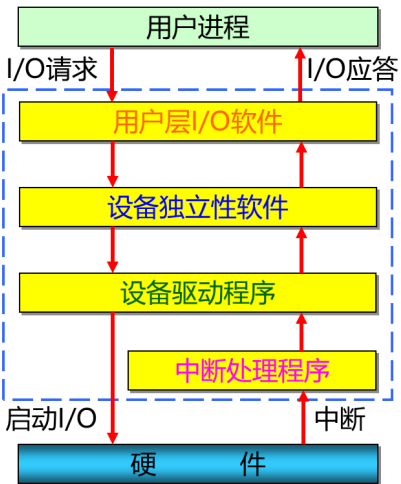 用户进程
I/O请求
I/O应答
用户层I/O软件
设备独立性软件
设备驱动程序
中断处理程序
启动I/O
中断
硬 件